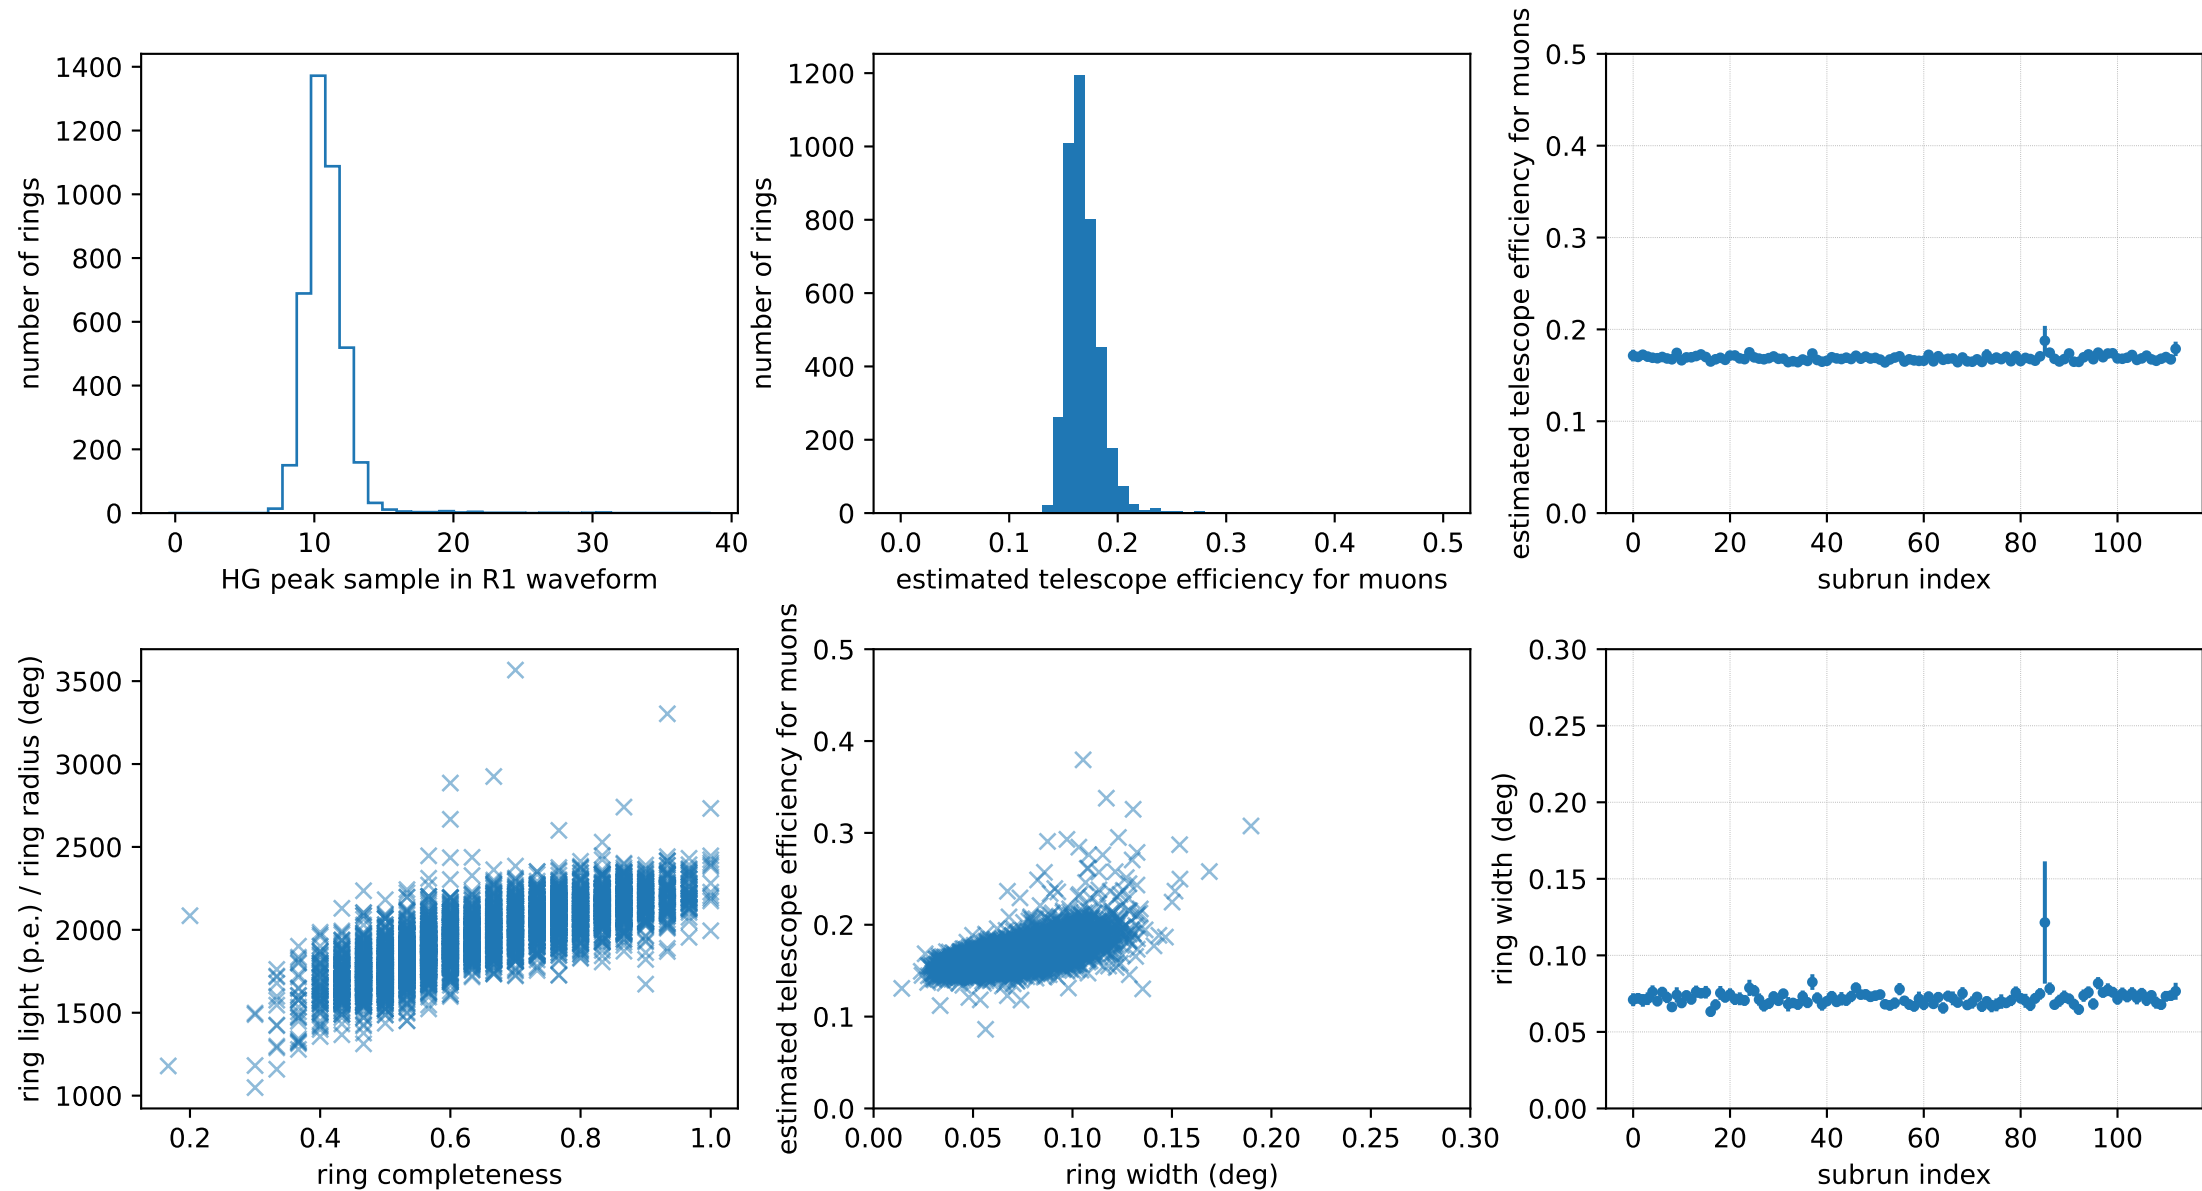 number of rings
1400
1200
1000
800
600
400
200
0
0 10 20 30 40
HG peak sample in R1 waveform
number of rings
1200
1000
800
600
400
200
0
0.0 0.1 0.2 0.3 0.4 0.5
estimated telescope efficiency for muons
estimated telescope efficiency for muons
0.5
0.4
0.3
0.2
0.1
0.0
0 20 40 60 80 100
subrun index
ring light (p.e.) / ring radius (deg)
3500
3000
2500
2000
1500
1000
0.2 0.4 0.6 0.8 1.0
ring completeness
estimated telescope efficiency for muons
0.5
0.4
0.3
0.2
0.1
0.0
0.00 0.05 0.10 0.15 0.20 0.25 0.30
ring width (deg)
ring width (deg)
0.30
0.25
0.20
0.15
0.10
0.05
0.00
0 20 40 60 80 100
subrun index